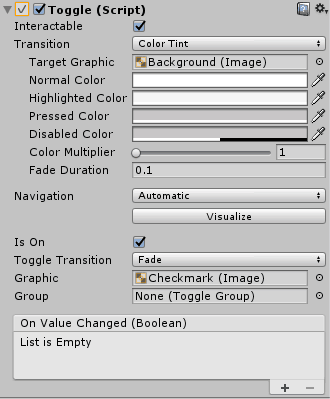 Toggle (Script)
Interactable
Transition Color Tint
Target Graphic Background (Image)
Normal Color
Highlighted Color
Pressed Color
Disabled Color
Color Multiplier 1
Fade Duration 0.1
Navigation Automatic
Visualize
Is On
Toggle Transition Fade
Graphic Checkmark (Image)
Group None (Toggle Group)
On Value Changed (Boolean)
List is Empty